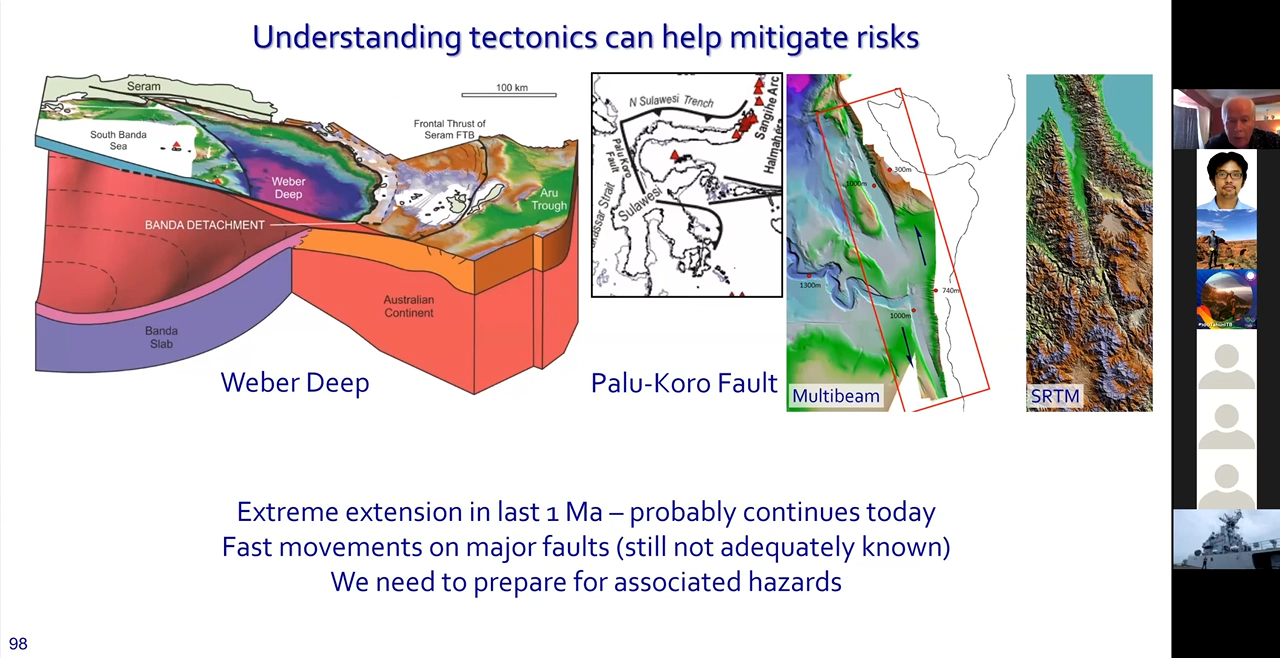 Understanding tectonics can help mitigate risks
Seram
100 km
Frontal Thrust of
Seram FTB
South Banda
Sea
Weber
Deep
Aru
Trough
BANDA DETACHMENT
Australian
Continent
Banda
Slab
Weber Deep
N Sulawesi Trench
Sangihe Arc
Halmahera
Palu Koro
Fault
Sulawesi
Strait
Palu-Koro Fault
300m
1000m
1300m
740m
1000m
Multibeam
SRTM
Extreme extension in last 1 Ma – probably continues today
Fast movements on major faults (still not adequately known)
We need to prepare for associated hazards
98